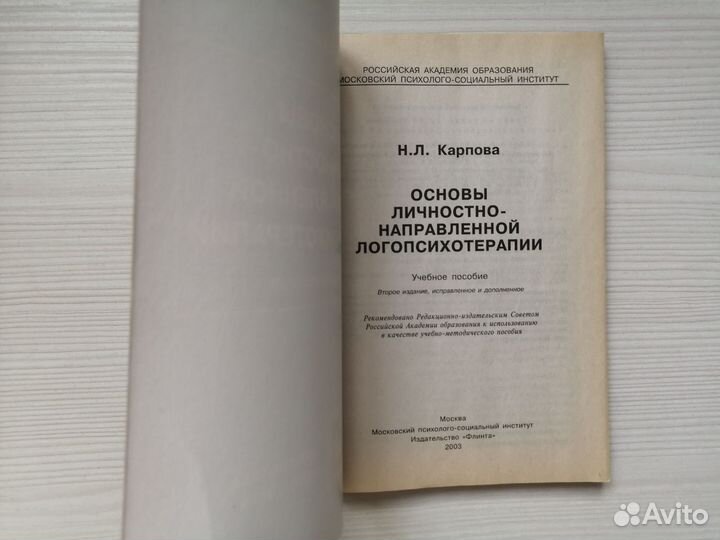 РОССИЙСКАЯ АКАДЕМИЯ ОБРАЗОВАНИЯ
МОСКОВСКИЙ ПСИХОЛОГО-СОЦИАЛЬНЫЙ ИНСТИТУТ
Н.Л. Карпова
ОСНОВЫ
ЛИЧНОСТНО-
НАПРАВЛЕННОЙ
ЛОГОПСИХОТЕРАПИИ
Учебное пособие
Второе издание, исправленное и дополненное
Рекомендовано Редакционно-издательским Советом
Российской Академии образования к использованию
в качестве учебно-методического пособия
Москва
Московский психолого-социальный институт
Издательство «Флинта»
2003
Avito